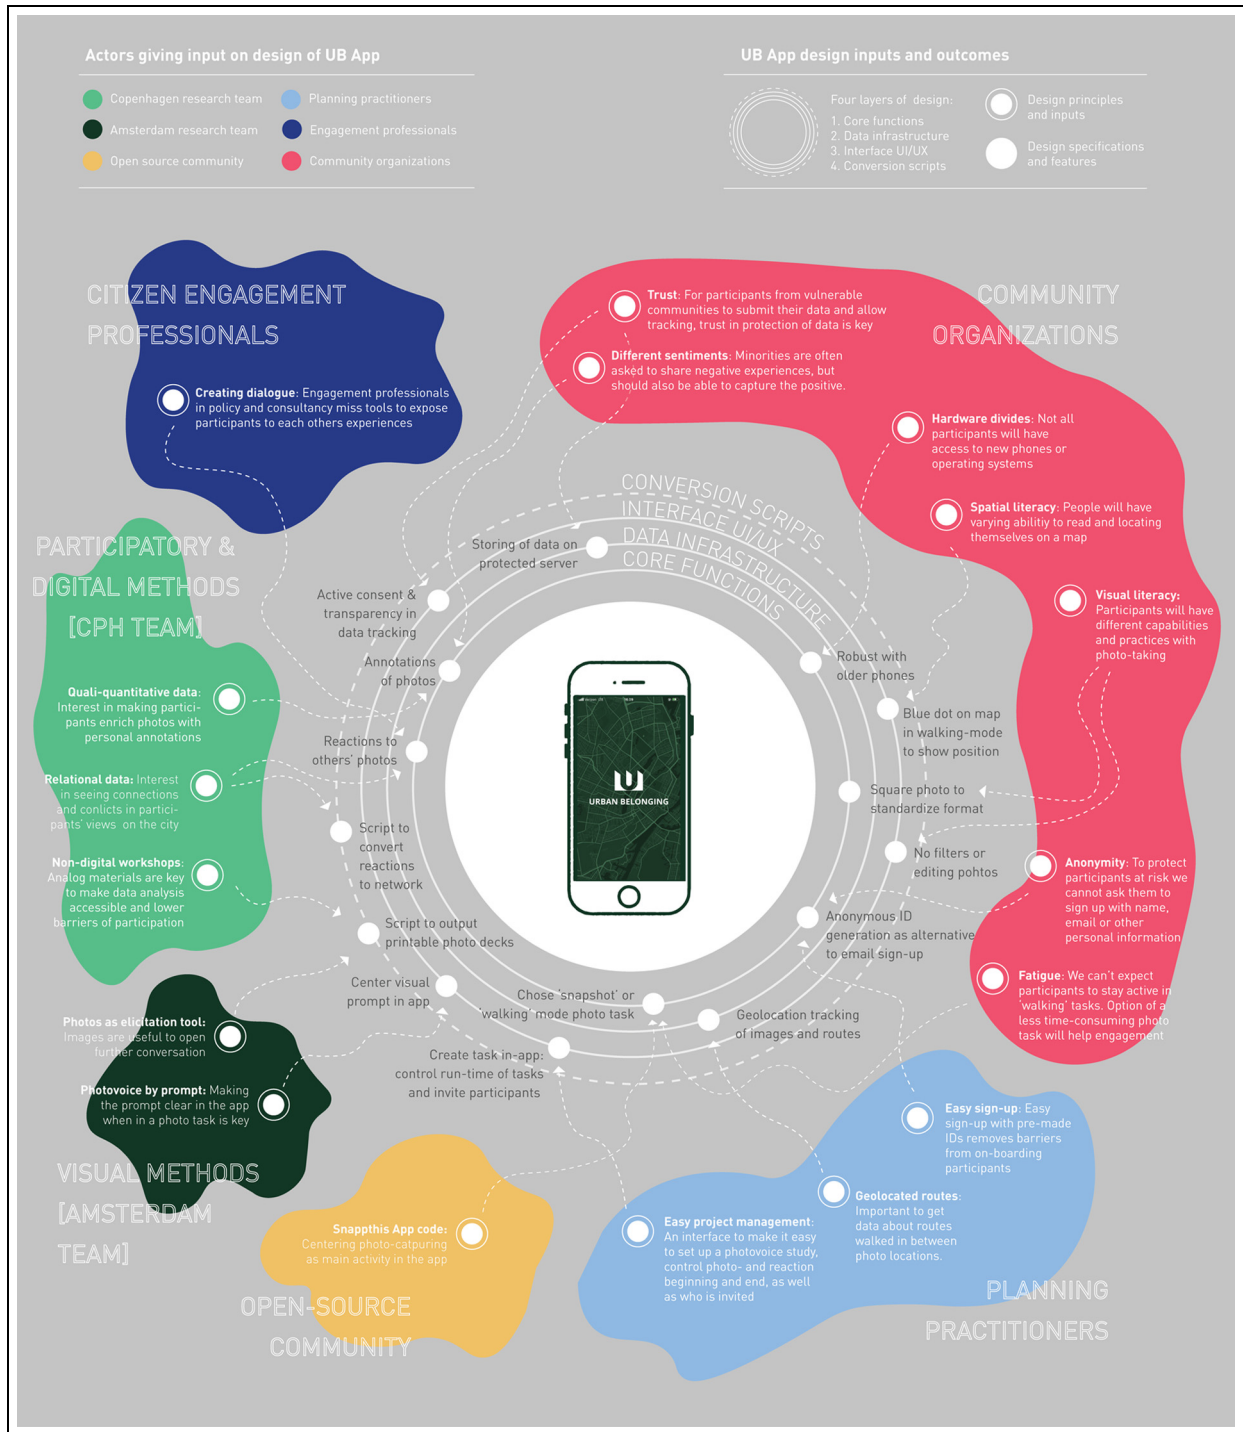 Actors giving input on design of UB App
Copenhagen research team
Amsterdam research team
Open source community
Planning practitioners
Engagement professionals
Community organizations
UB App design inputs and outcomes
Four layers of design:
1. Core functions
2. Data infrastructure
3. Interface UI/UX
4. Conversion scripts
Design principles
and inputs
Design specifications
and features
CITIZEN ENGAGEMENT
PROFESSIONALS
Creating dialogue: Engagement professionals
in policy and consultancy miss tools to expose
participants to each others experiences
COMMUNITY
ORGANIZATIONS
Trust: For participants from vulnerable
communities to submit their data and allow
tracking, trust in protection of data is key
Different sentiments: Minorities are often
asked to share negative experiences, but
should also be able to capture the positive.
Hardware divides: Not all
participants will have
access to new phones or
operating systems
Spatial literacy: People will have
varying abilitiy to read and locating
themselves on a map
Visual literacy:
Participants will have
different capabilities
and practices with
photo-taking
Anonymity: To protect
participants at risk we
cannot ask them to
sign up with name,
email or other
personal information
Fatigue: We can't expect
participants to stay active in
'walking' tasks. Option of a
less time-consuming photo
task will help engagement
PARTICIPATORY &
DIGITAL METHODS
[CPH TEAM]
Quali-quantitative data:
Interest in making partici-
pants enrich photos with
personal annotations
Relational data: Interest
in seeing connections
and conlicts in partici-
pants' views on the city
Non-digital workshops:
Analog materials are key
to make data analysis
accessible and lower
barriers of participation
CONVERSION SCRIPTS
INTERFACE UI/UX
DATA INFRASTRUCTURE
CORE FUNCTIONS
Storing of data on
protected server
Active consent &
transparency in
data tracking
Annotations
of photos
Reactions to
others' photos
Script to
convert
reactions
to network
Script to output
printable photo decks
Center visual
prompt in app
Create task in-app:
control run-time of tasks
and invite participants
Chose 'snapshot' or
'walking' mode photo task
Geolocation tracking
of images and routes
Anonymous ID
generation as alternative
to email sign-up
No filters or
editing pohtos
Square photo to
standardize format
Blue dot on map
in walking-mode
to show position
Robust with
older phones
URBAN BELONGING
Photos as elicitation tool:
Images are useful to open
further conversation
Photovoice by prompt: Making
the prompt clear in the app
when in a photo task is key
VISUAL METHODS
[AMSTERDAM
TEAM]
Snappthis App code:
Centering photo-catpuring
as main activity in the app
OPEN-SOURCE
COMMUNITY
Easy sign-up: Easy
sign-up with pre-made
IDs removes barriers
from on-boarding
participants
Geolocated routes:
Important to get
data about routes
walked in between
photo locations.
Easy project management:
An interface to make it easy
to set up a photovoice study,
control photo- and reaction
beginning and end, as well
as who is invited
PLANNING
PRACTITIONERS